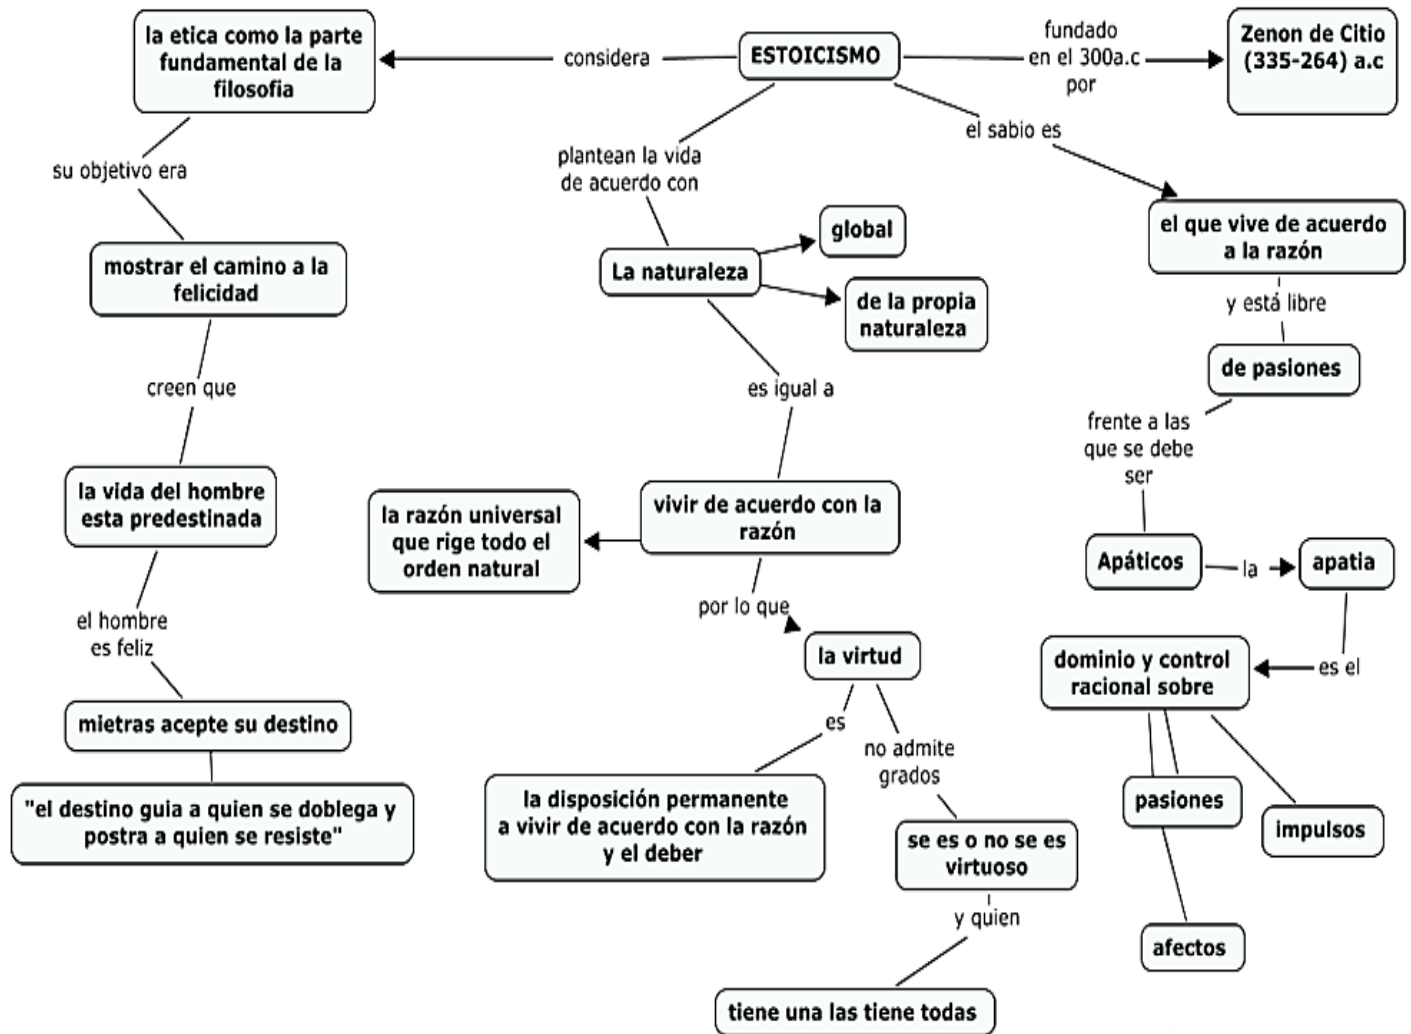 la etica como la parte
fundamental de la
filosofia
considera
ESTOICISMO
fundado
en el 300a.c
por
Zenon de Citio
(335-264) a.c
su objetivo era
mostrar el camino a la
felicidad
creen que
la vida del hombre
esta predestinada
el hombre
es feliz
mietras acepte su destino
"el destino guia a quien se doblega y
postra a quien se resiste"
plantean la vida
de acuerdo con
La naturaleza
global
de la propia
naturaleza
es igual a
vivir de acuerdo con la
razón
la razón universal
que rige todo el
orden natural
por lo que
la virtud
es
la disposición permanente
a vivir de acuerdo con la razón
y el deber
no admite
grados
se es o no se es
virtuoso
y quien
tiene una las tiene todas
el sabio es
el que vive de acuerdo
a la razón
y está libre
de pasiones
frente a las
que se debe
ser
Apáticos
la
apatia
es el
dominio y control
racional sobre
pasiones
impulsos
afectos